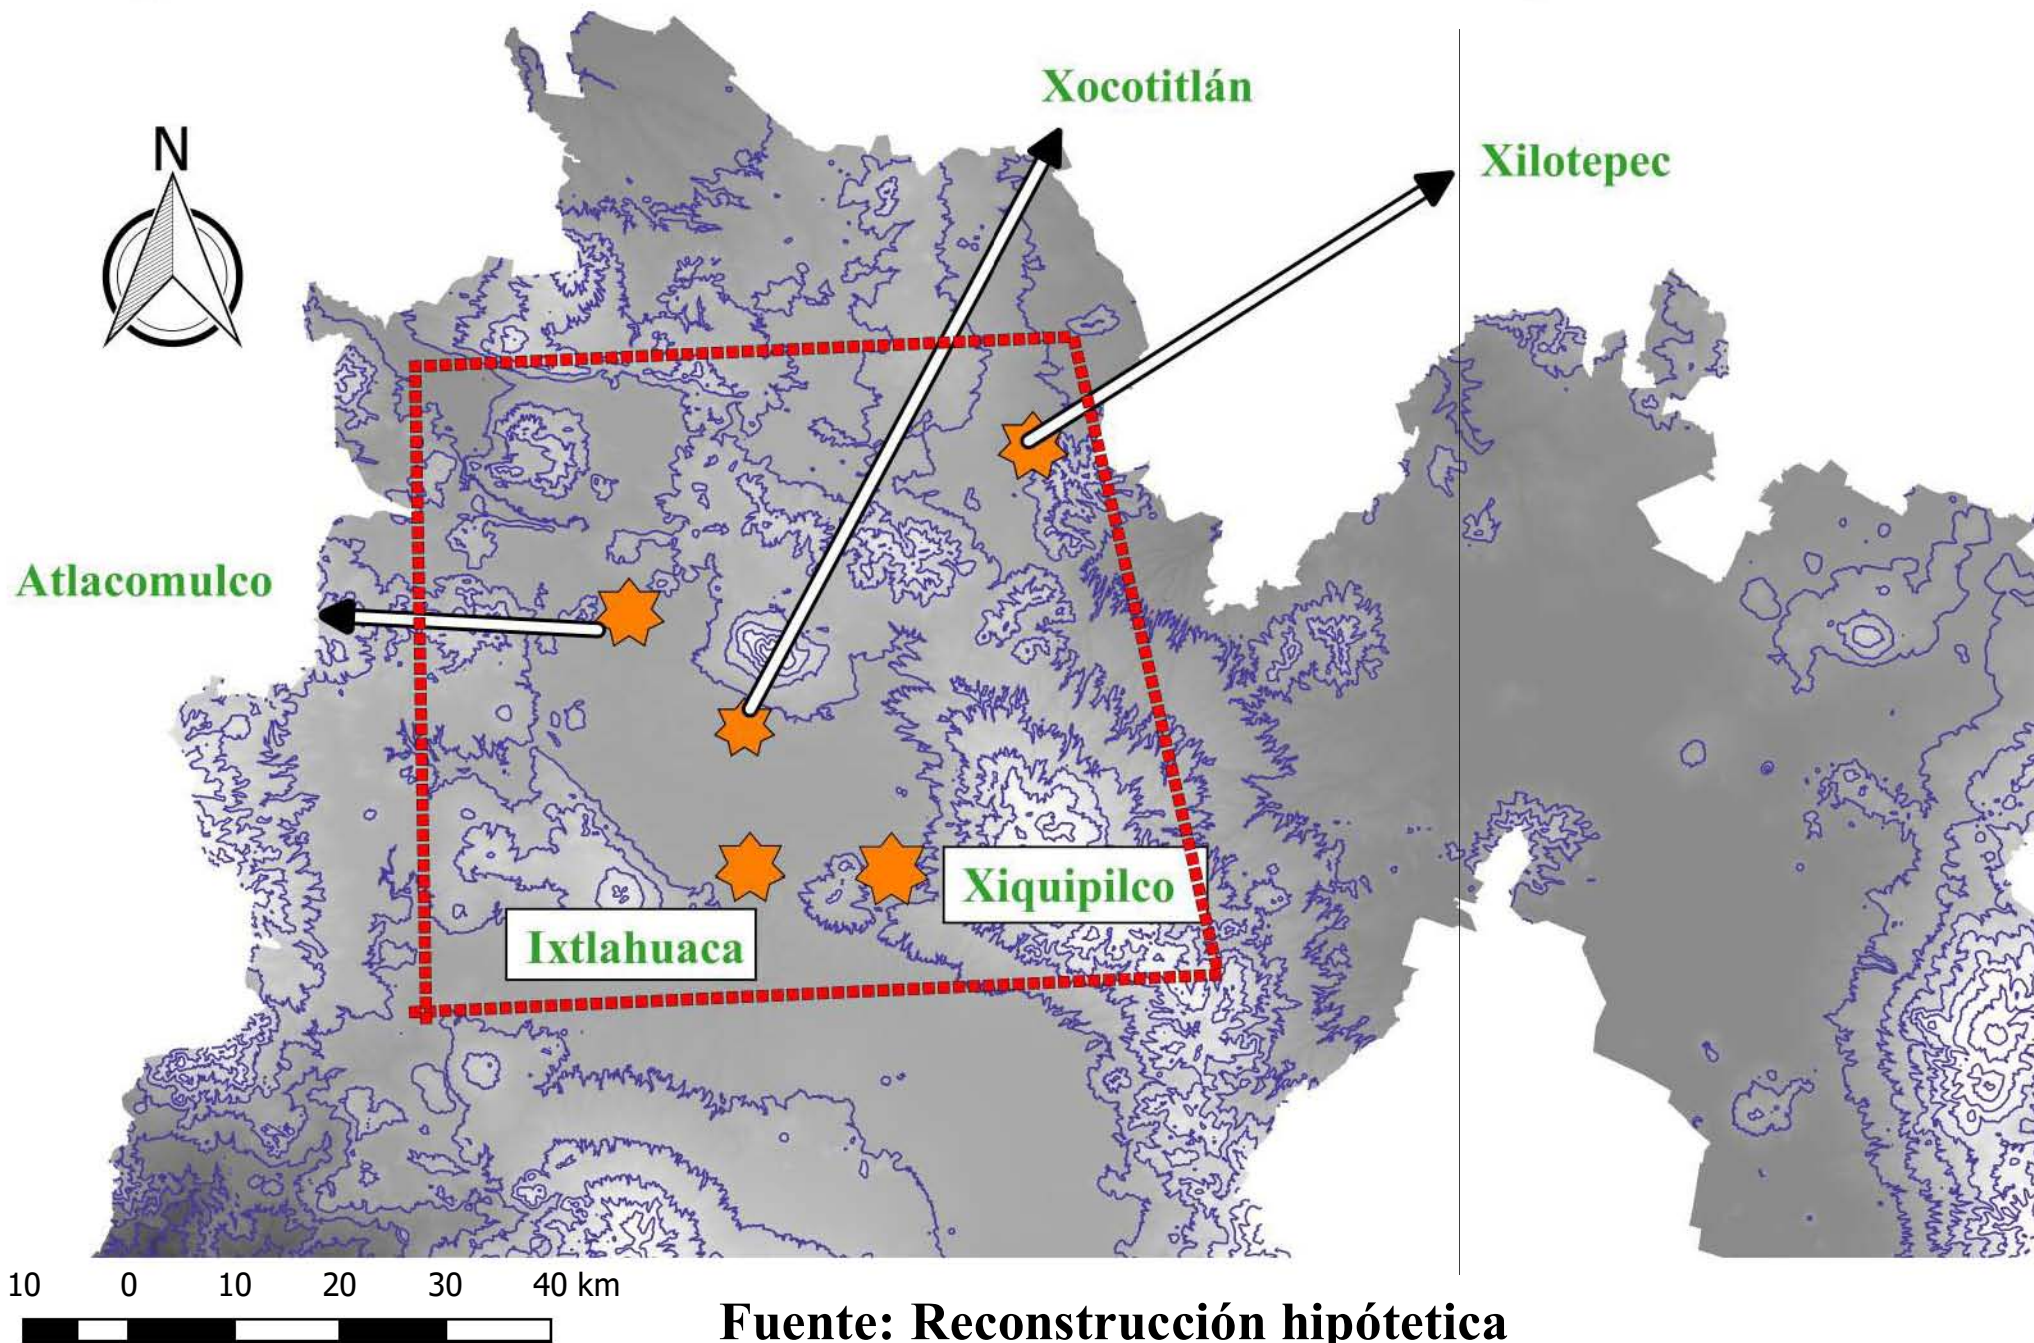 Xocotitlán
N
Xilotepec
Atlacomulco
Xiquipilco
Ixtlahuaca
10 0 10 20 30 40 km
Fuente: Reconstrucción hipótetica